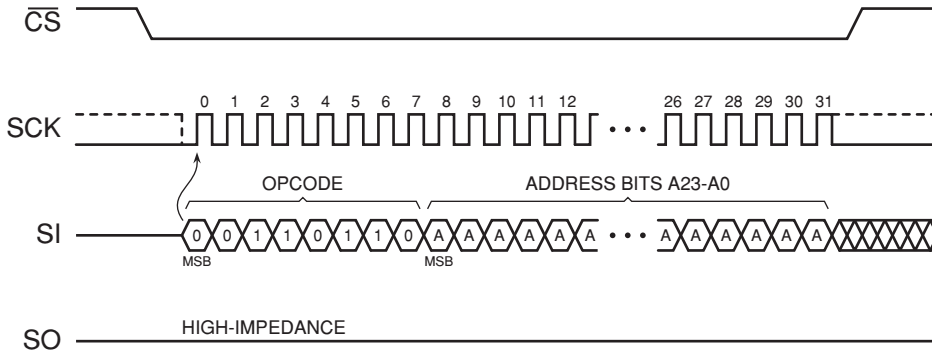 CS
SCK
0 1 2 3 4 5 6 7 8 9 10 11 12 26 27 28 29 30 31
• • •
OPCODE ADDRESS BITS A23-A0
SI
0 0 1 1 0 1 1 0 A A A A A A • • • A A A A A A
MSB MSB
HIGH-IMPEDANCE
SO